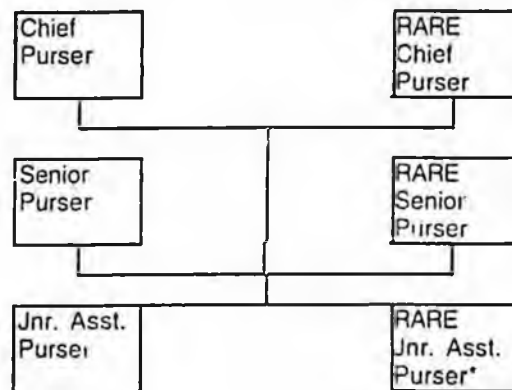 Chief
Purser
RARE
Chief
Purser
Senior
Purser
RARE
Senior
Purser
Jnr. Asst.
Purser
RARE
Jnr. Asst.
Purser*